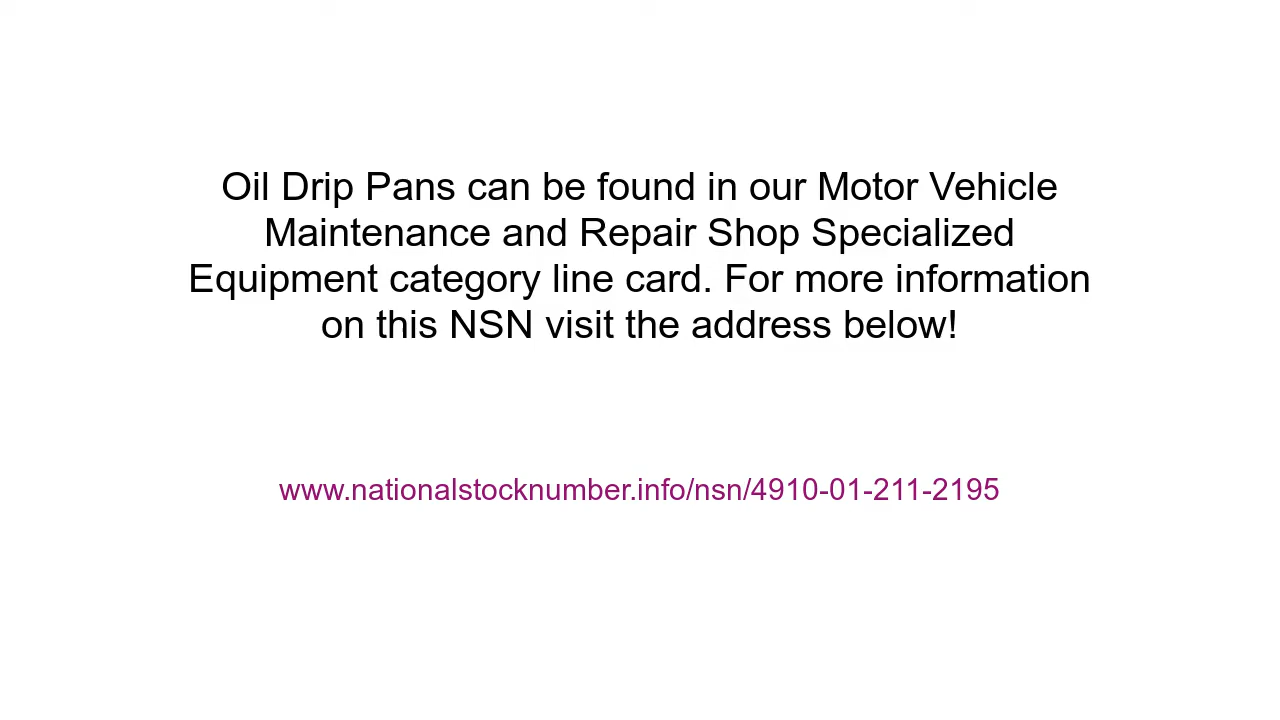 Oil Drip Pans can be found in our Motor Vehicle
Maintenance and Repair Shop Specialized
Equipment category line card. For more information
on this NSN visit the address below!
www.nationalstocknumber.info/nsn/4910-01-211-2195